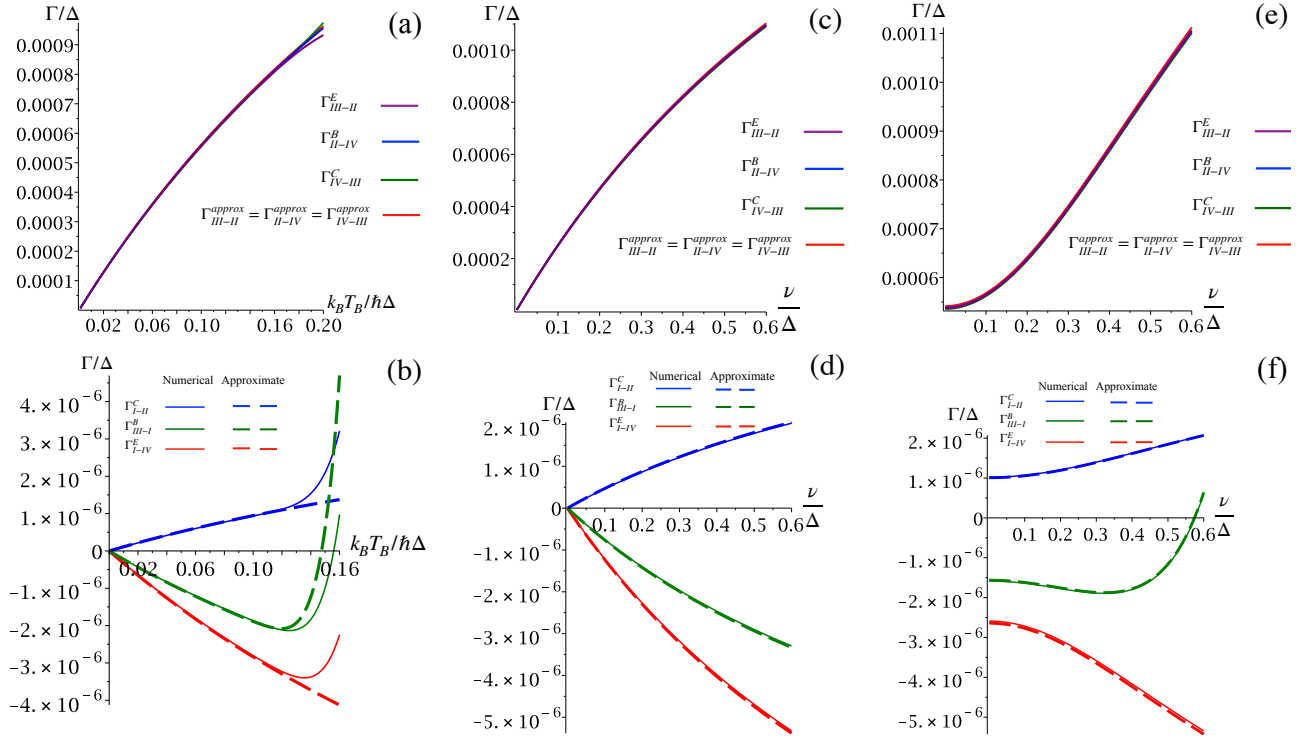 Γ/Δ
(a)
0.0009
0.0008
0.0007
0.0006
0.0005
0.0004
0.0003
0.0002
0.0001
Γ^E_{III−II}
Γ^B_{II−IV}
Γ^C_{IV−III}
Γ^{approx}_{III−II} = Γ^{approx}_{II−IV} = Γ^{approx}_{IV−III}
k_B T_B/ℏΔ
0.02 0.06 0.10 0.16 0.20
Γ/Δ
(c)
0.0010
0.0008
0.0006
0.0004
0.0002
Γ^E_{III−II}
Γ^B_{II−IV}
Γ^C_{IV−III}
Γ^{approx}_{III−II} = Γ^{approx}_{II−IV} = Γ^{approx}_{IV−III}
ν/Δ
0.1 0.2 0.3 0.4 0.5 0.6
Γ/Δ
(e)
0.0011
0.0010
0.0009
0.0008
0.0007
0.0006
Γ^E_{III−II}
Γ^B_{II−IV}
Γ^C_{IV−III}
Γ^{approx}_{III−II} = Γ^{approx}_{II−IV} = Γ^{approx}_{IV−III}
ν/Δ
0.1 0.2 0.3 0.4 0.5 0.6
Γ/Δ
(b)
Numerical Approximate
Γ^C_{I−II}
Γ^B_{III−I}
Γ^E_{I−IV}
4. × 10^{−6}
3. × 10^{−6}
2. × 10^{−6}
1. × 10^{−6}
0
−1. × 10^{−6}
−2. × 10^{−6}
−3. × 10^{−6}
−4. × 10^{−6}
k_B T_B/ℏΔ
0.02 0.06 0.10 0.16
(d)
Numerical Approximate
Γ^C_{I−II}
Γ^B_{III−I}
Γ^E_{I−IV}
Γ/Δ
2. × 10^{−6}
1. × 10^{−6}
0
−1. × 10^{−6}
−2. × 10^{−6}
−3. × 10^{−6}
−4. × 10^{−6}
−5. × 10^{−6}
ν/Δ
0.1 0.2 0.3 0.4 0.5 0.6
(f)
Numerical Approximate
Γ^C_{I−II}
Γ^B_{III−I}
Γ^E_{I−IV}
Γ/Δ
2. × 10^{−6}
1. × 10^{−6}
0
−1. × 10^{−6}
−2. × 10^{−6}
−3. × 10^{−6}
−4. × 10^{−6}
−5. × 10^{−6}
ν/Δ
0.1 0.2 0.3 0.4 0.5 0.6